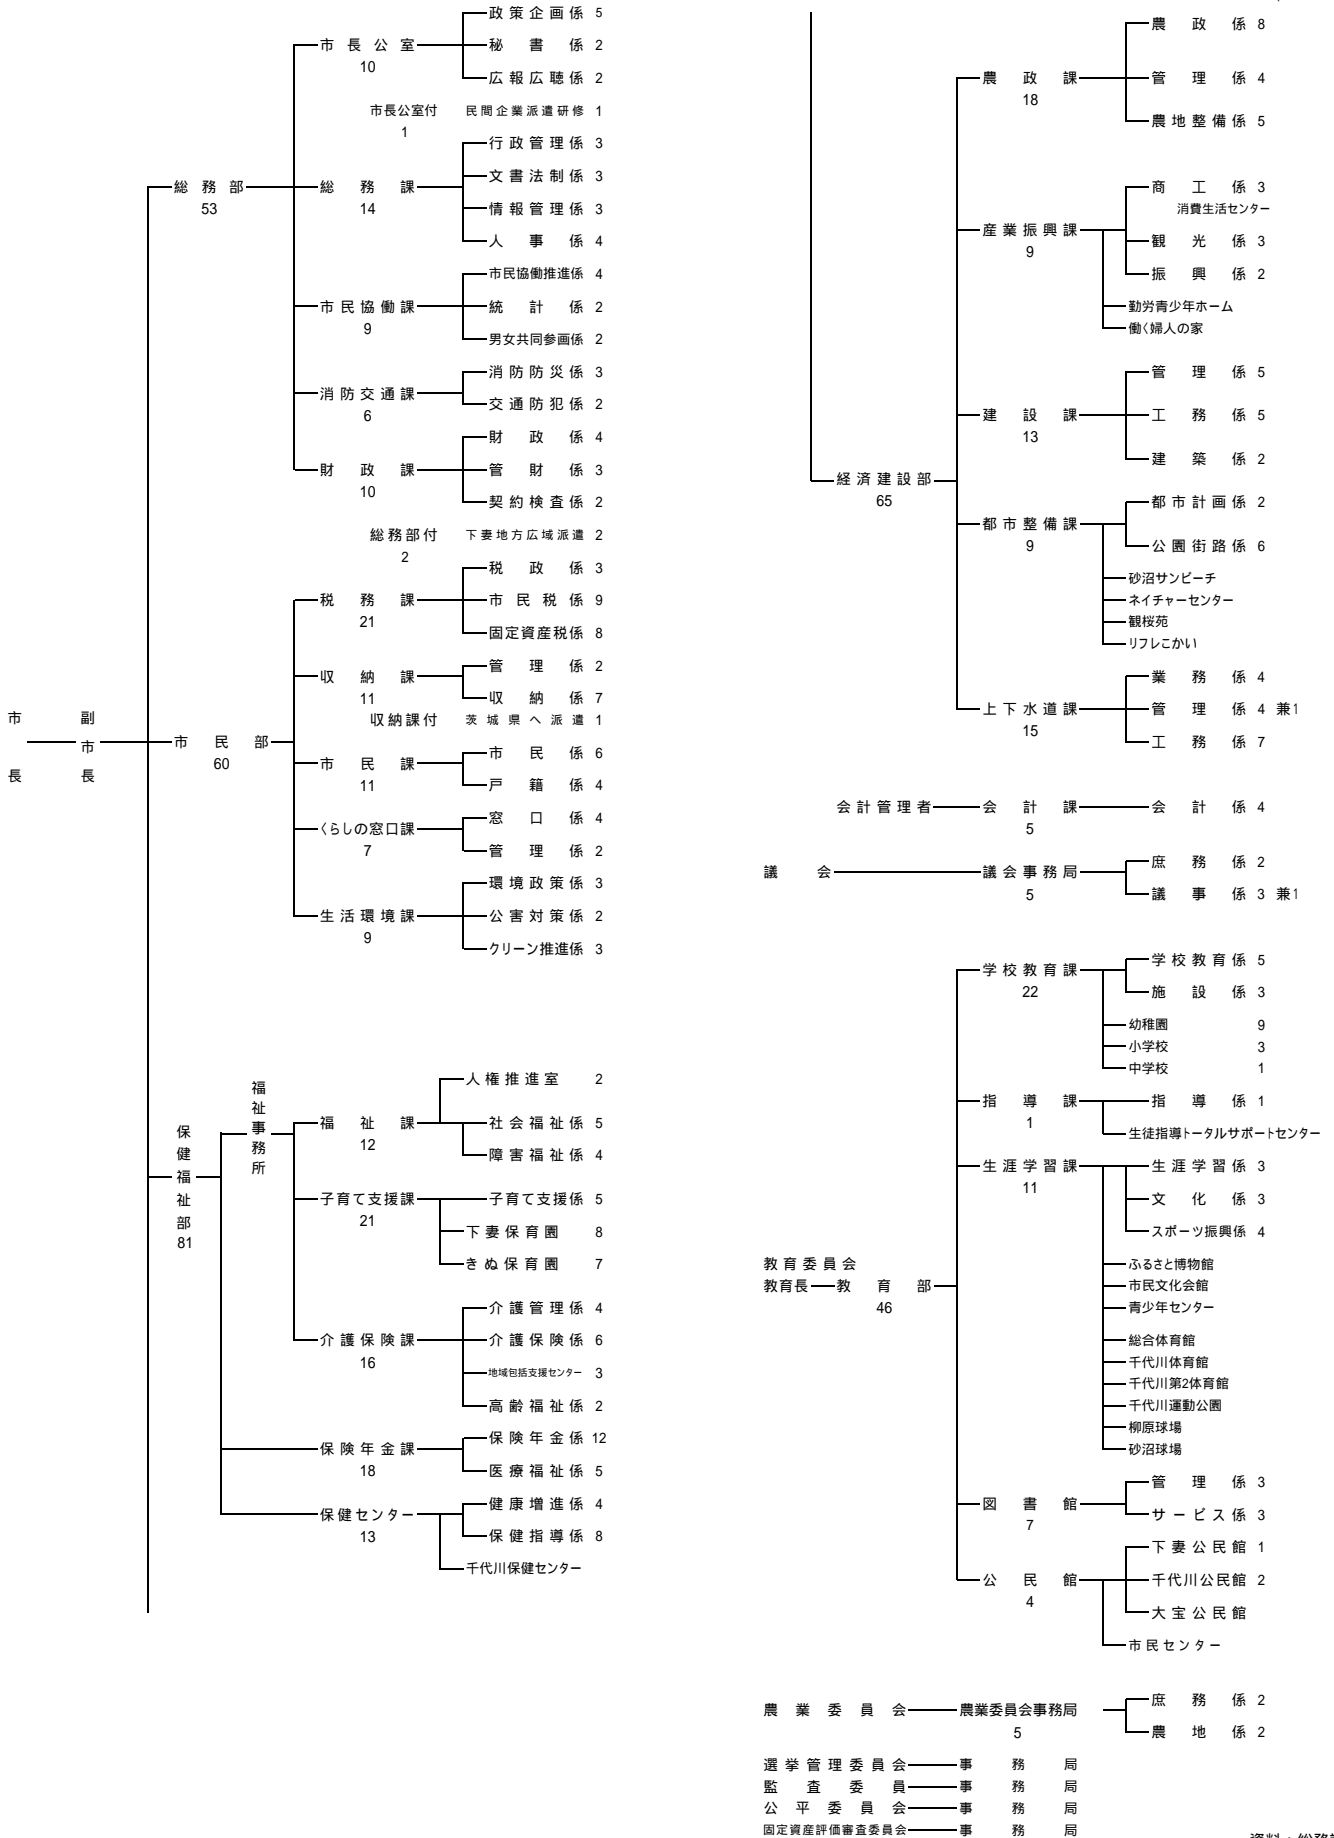 市長
副市長
総務部 53
市長公室 10
政策企画係 5
秘書係 2
広報広聴係 2
市長公室付 1 民間企業派遣研修 1
総務課 14
行政管理係 3
文書法制係 3
情報管理係 3
人事係 4
市民協働課 9
市民協働推進係 4
統計係 2
男女共同参画係 2
消防交通課 6
消防防災係 3
交通防犯係 2
財政課 10
財政係 4
管財係 3
契約検査係 2
総務部付 2 下妻地方広域派遣 2
市民部 60
税務課 21
税政係 3
市民税係 9
固定資産税係 8
収納課 11
管理係 2
収納係 7
収納課付 茨城県へ派遣 1
市民課 11
市民係 6
戸籍係 4
くらしの窓口課 7
窓口係 4
管理係 2
生活環境課 9
環境政策係 3
公害対策係 2
クリーン推進係 3
保健福祉部 81
福祉事務所
福祉課 12
人権推進室 2
社会福祉係 5
障害福祉係 4
子育て支援課 21
子育て支援係 5
下妻保育園 8
きぬ保育園 7
介護保険課 16
介護管理係 4
介護保険係 6
地域包括支援センター 3
高齢福祉係 2
保険年金課 18
保険年金係 12
医療福祉係 5
保健センター 13
健康増進係 4
保健指導係 8
千代川保健センター
経済建設部 65
農政課 18
農政係 8
管理係 4
農地整備係 5
産業振興課 9
商工係 3
消費生活センター
観光係 3
振興係 2
勤労青少年ホーム
働く婦人の家
建設課 13
管理係 5
工務係 5
建築係 2
都市整備課 9
都市計画係 2
公園街路係 6
砂沼サンビーチ
ネイチャーセンター
観桜苑
リフレこかい
上下水道課 15
業務係 4
管理係 4 兼1
工務係 7
会計管理者 会計課 5 会計係 4
議会 議会事務局 5
庶務係 2
議事係 3 兼1
教育委員会
教育長 教育部 46
学校教育課 22
学校教育係 5
施設係 3
幼稚園 9
小学校 3
中学校 1
指導課 1
指導係 1
生徒指導トータルサポートセンター
生涯学習課 11
生涯学習係 3
文化係 3
スポーツ振興係 4
ふるさと博物館
市民文化会館
青少年センター
総合体育館
千代川体育館
千代川第2体育館
千代川運動公園
柳原球場
砂沼球場
図書館 7
管理係 3
サービス係 3
公民館 4
下妻公民館 1
千代川公民館 2
大宝公民館
市民センター
農業委員会 農業委員会事務局 5
庶務係 2
農地係 2
選挙管理委員会 事務局
監査委員 事務局
公平委員会 事務局
固定資産評価審査委員会 事務局